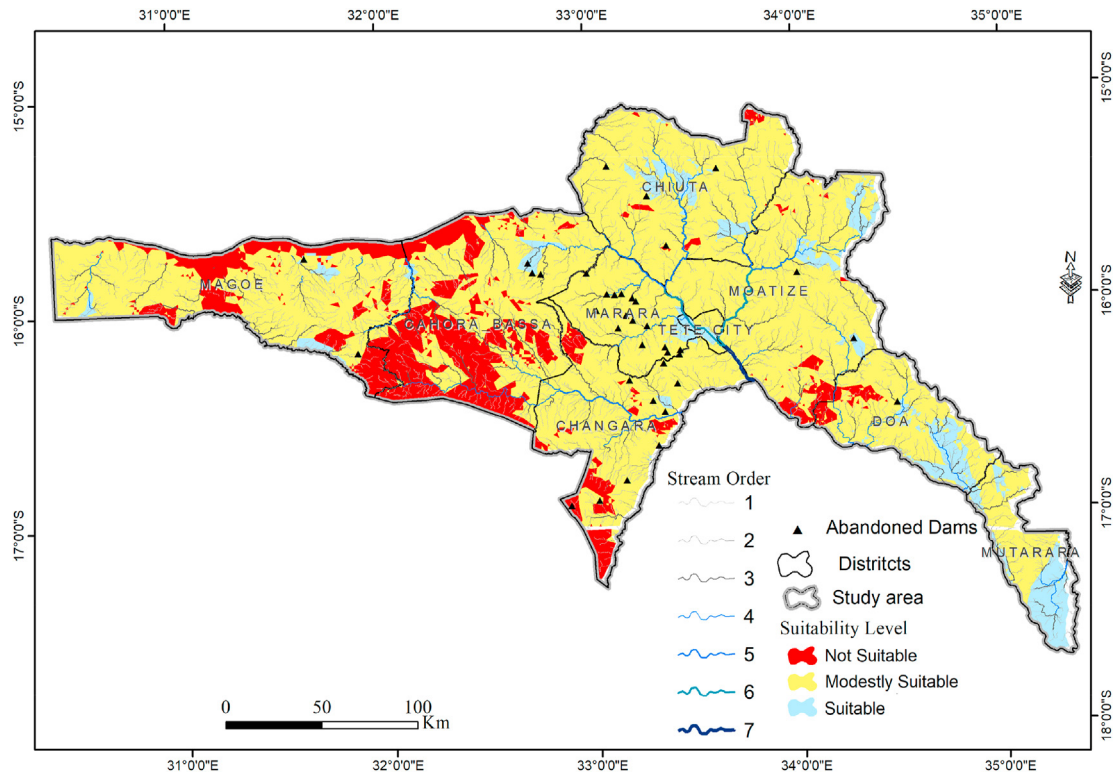 31°0'0"E 32°0'0"E 33°0'0"E 34°0'0"E 35°0'0"E
15°0'0"S 15°0'0"S
CHIUTA
N
MAGOE
MOATIZE
16°0'0"S 16°0'0"S
MARARA
CAHORA_BASSA
TETE CITY
DOA
CHANGARA
Stream Order
1
2
3
4
5
6
7
17°0'0"S 17°0'0"S
Abandoned Dams
Distritcts
Study area
MUTARARA
Suitability Level
Not Suitable
Modestly Suitable
Suitable
0 50 100
Km
18°0'0"S
31°0'0"E 32°0'0"E 33°0'0"E 34°0'0"E 35°0'0"E